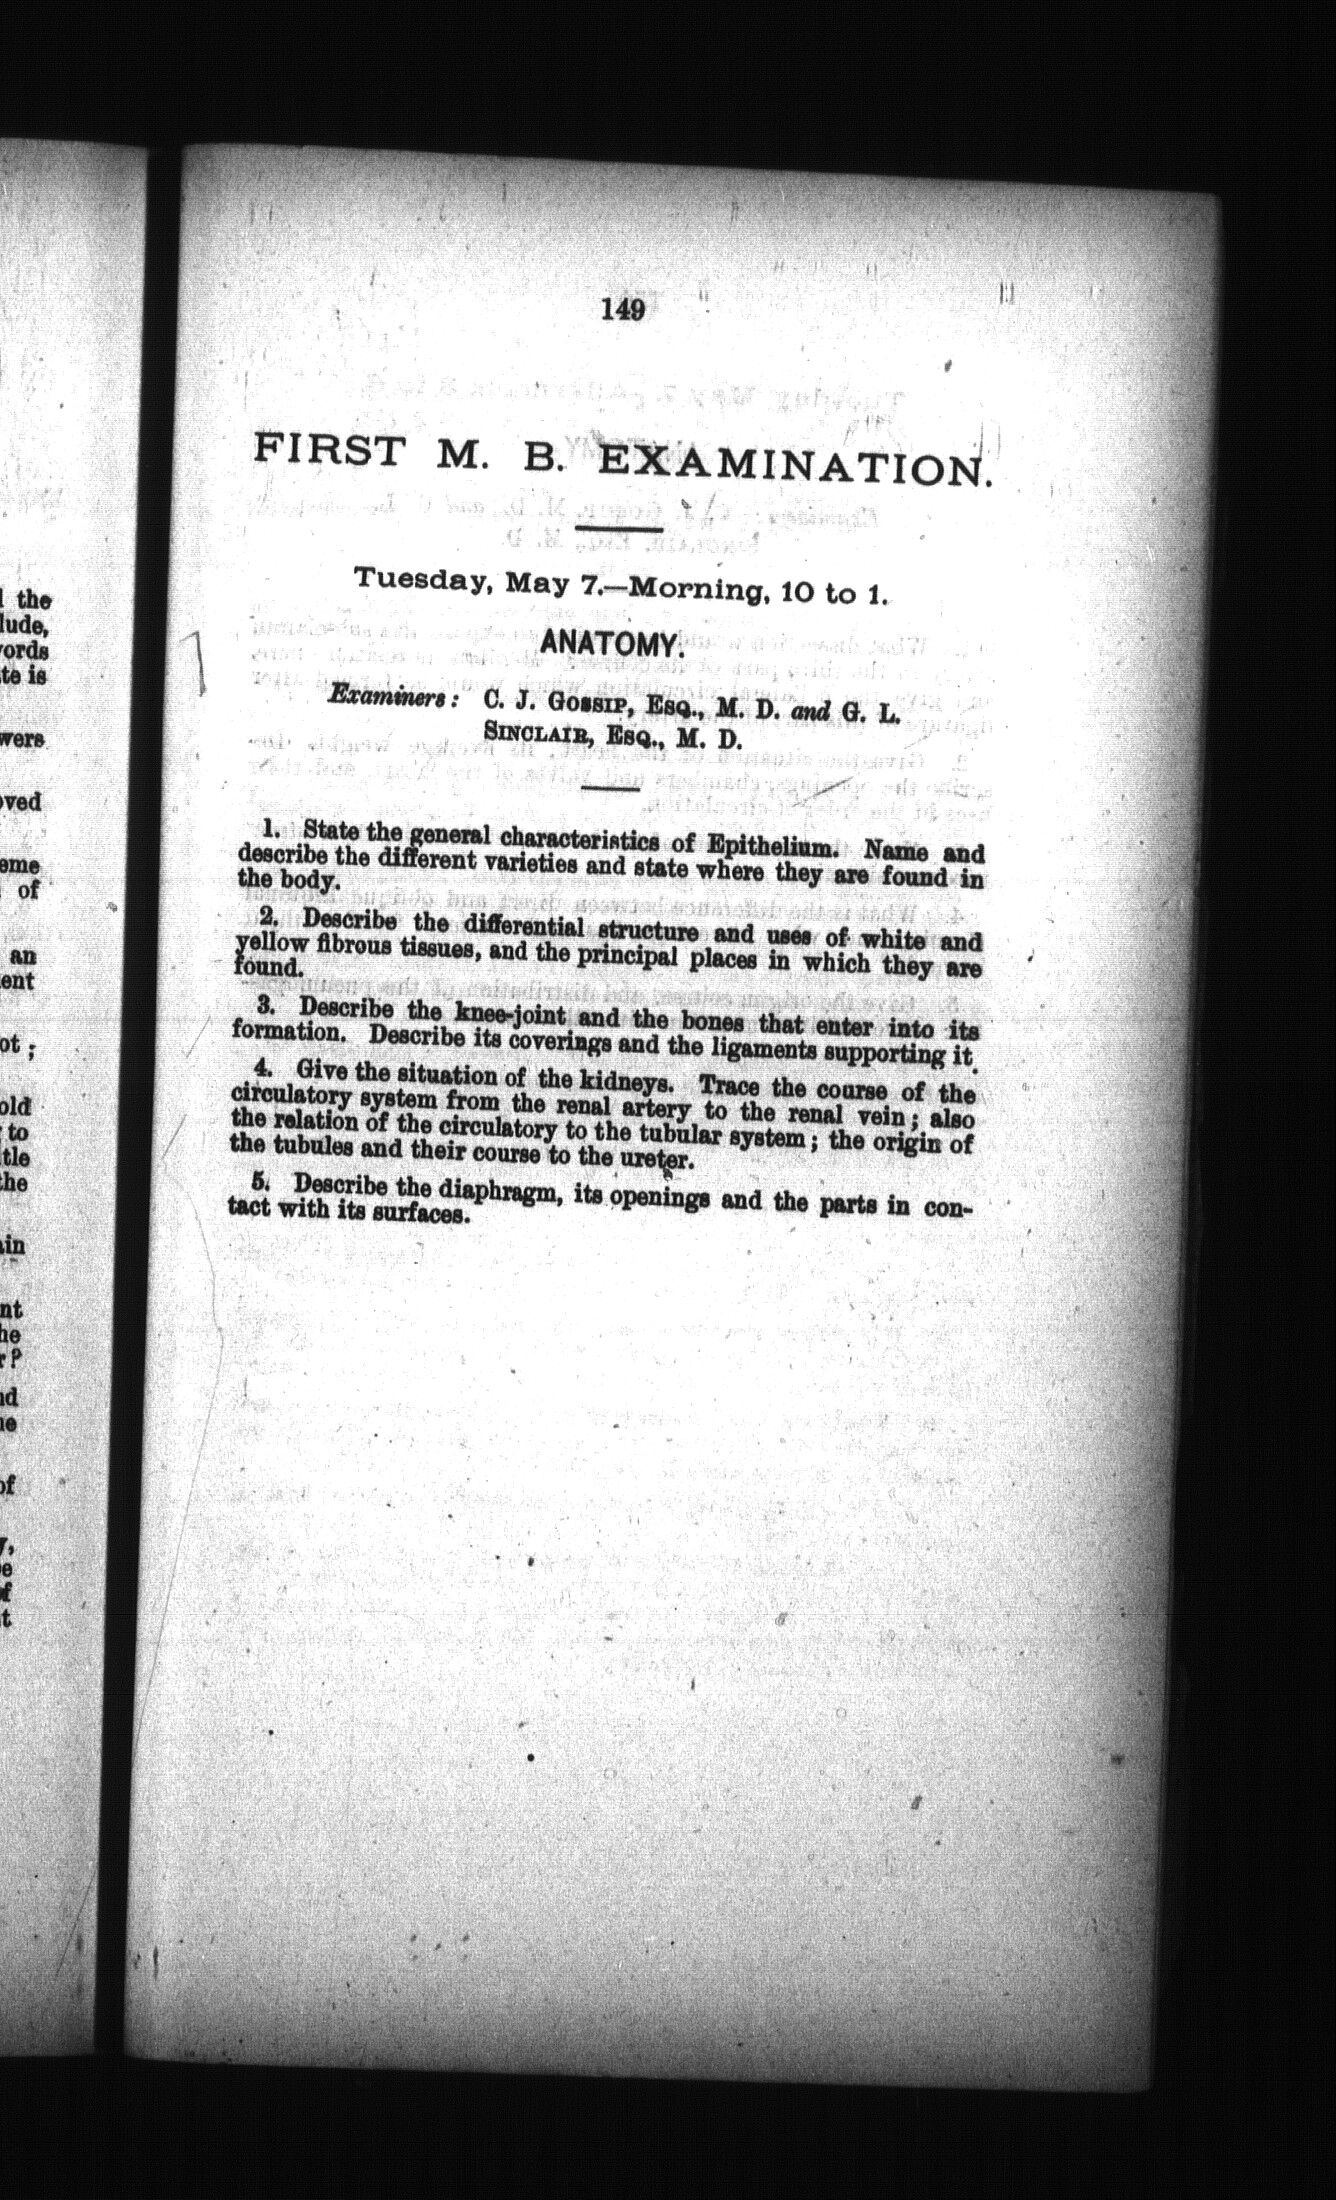 149
FIRST M. B. EXAMINATION.
Tuesday, May 7.—Morning, 10 to 1.
ANATOMY.
Examiners: C. J. GOSSIP, ESQ., M. D. and G. L.
SINCLAIR, ESQ., M. D.
1. State the general characteristics of Epithelium. Name and
describe the different varieties and state where they are found in
the body.
2. Describe the differential structure and uses of white and
yellow fibrous tissues, and the principal places in which they are
found.
3. Describe the knee-joint and the bones that enter into its
formation. Describe its coverings and the ligaments supporting it.
4. Give the situation of the kidneys. Trace the course of the
circulatory system from the renal artery to the renal vein; also
the relation of the circulatory to the tubular system; the origin of
the tubules and their course to the ureter.
5. Describe the diaphragm, its openings and the parts in con-
tact with its surfaces.